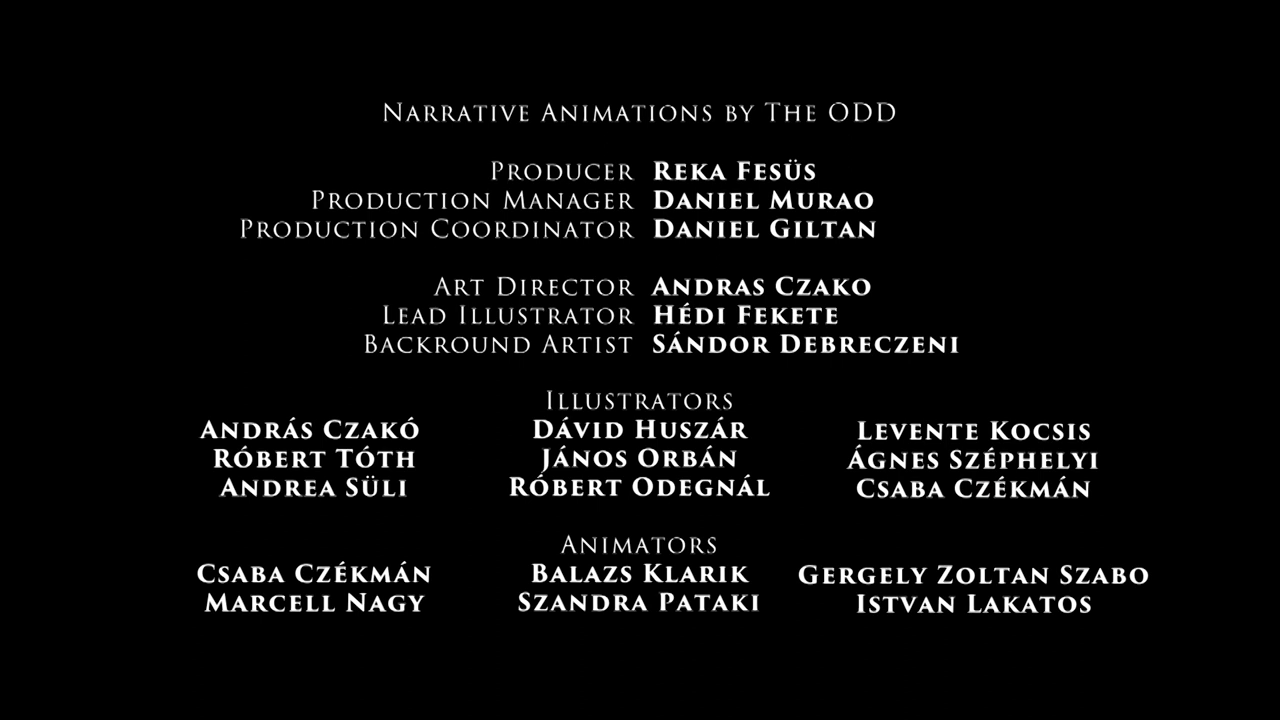 Narrative Animations by The ODD
Producer Reka Fesüs
Production Manager Daniel Murao
Production Coordinator Daniel Giltan
Art Director Andras Czako
Lead Illustrator Hédi Fekete
Backround Artist Sándor Debreczeni
Illustrators
András Czakó Dávid Huszár Levente Kocsis
Róbert Tóth János Orbán Ágnes Széphelyi
Andrea Süli Róbert Odegnál Csaba Czékmán
Animators
Csaba Czékmán Balazs Klarik Gergely Zoltan Szabo
Marcell Nagy Szandra Pataki Istvan Lakatos